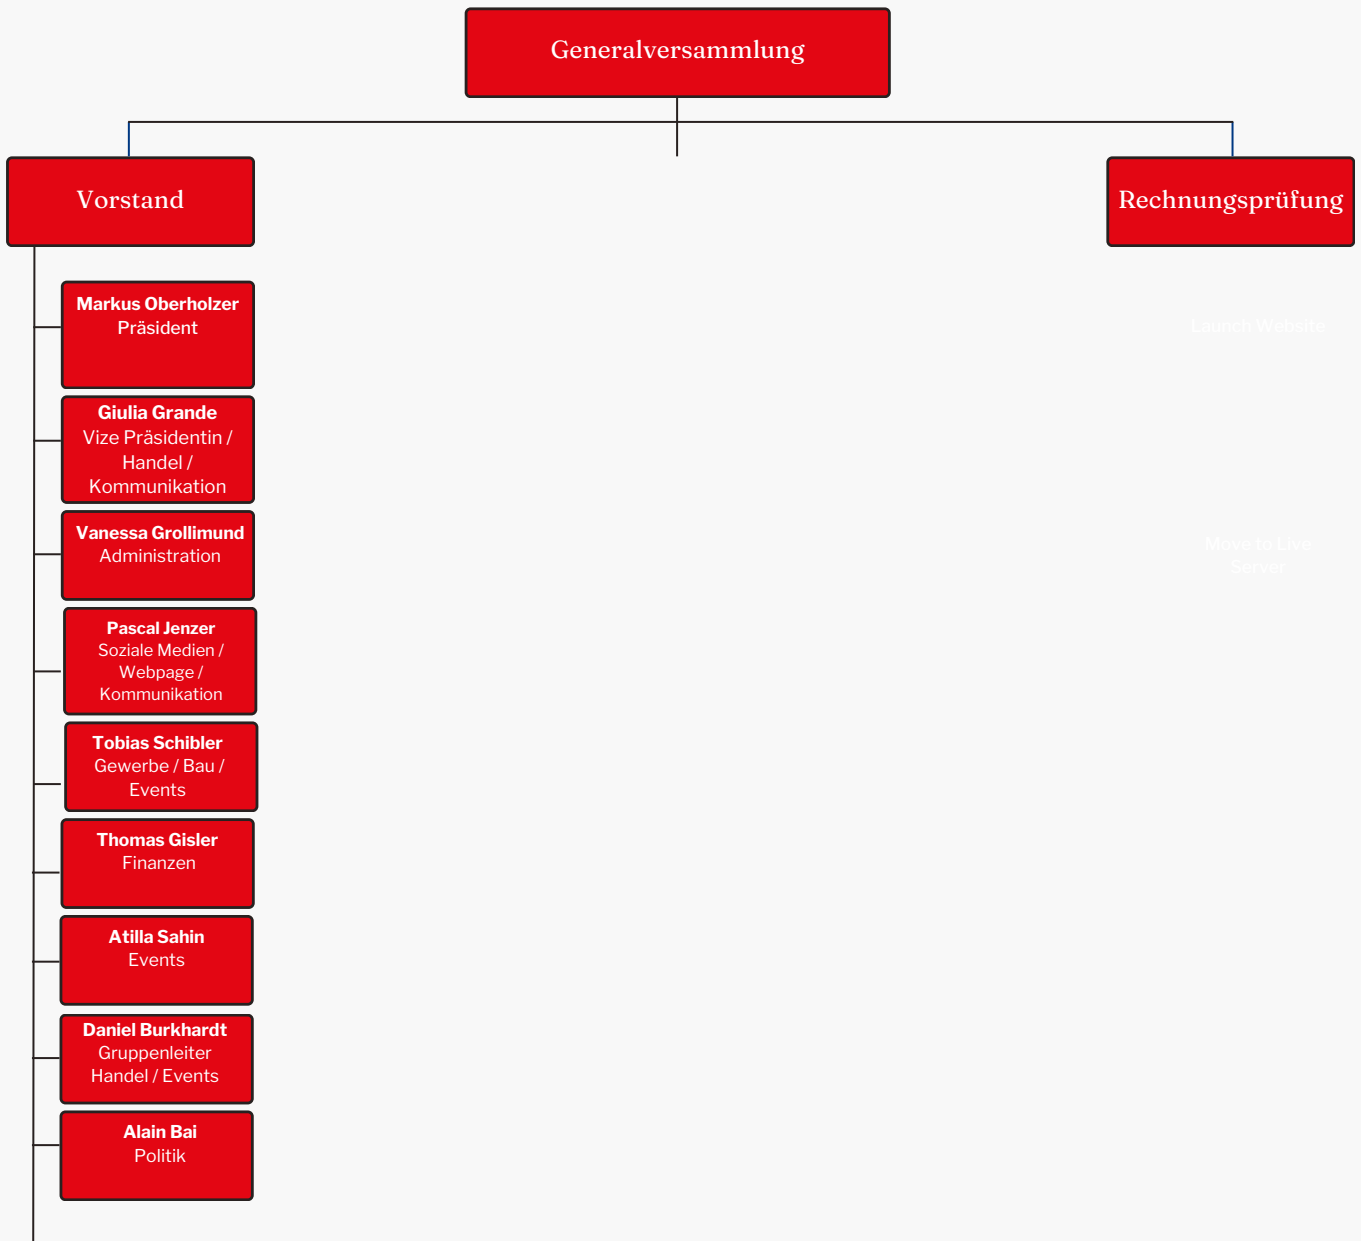 Generalversammlung
Vorstand
Rechnungsprüfung
Markus Oberholzer
Präsident
Launch Website
Giulia Grande
Vize Präsidentin /
Handel /
Kommunikation
Vanessa Grollimund
Administration
Move to Live
Server
Pascal Jenzer
Soziale Medien /
Webpage /
Kommunikation
Tobias Schibler
Gewerbe / Bau /
Events
Thomas Gisler
Finanzen
Atilla Sahin
Events
Daniel Burkhardt
Gruppenleiter
Handel / Events
Alain Bai
Politik